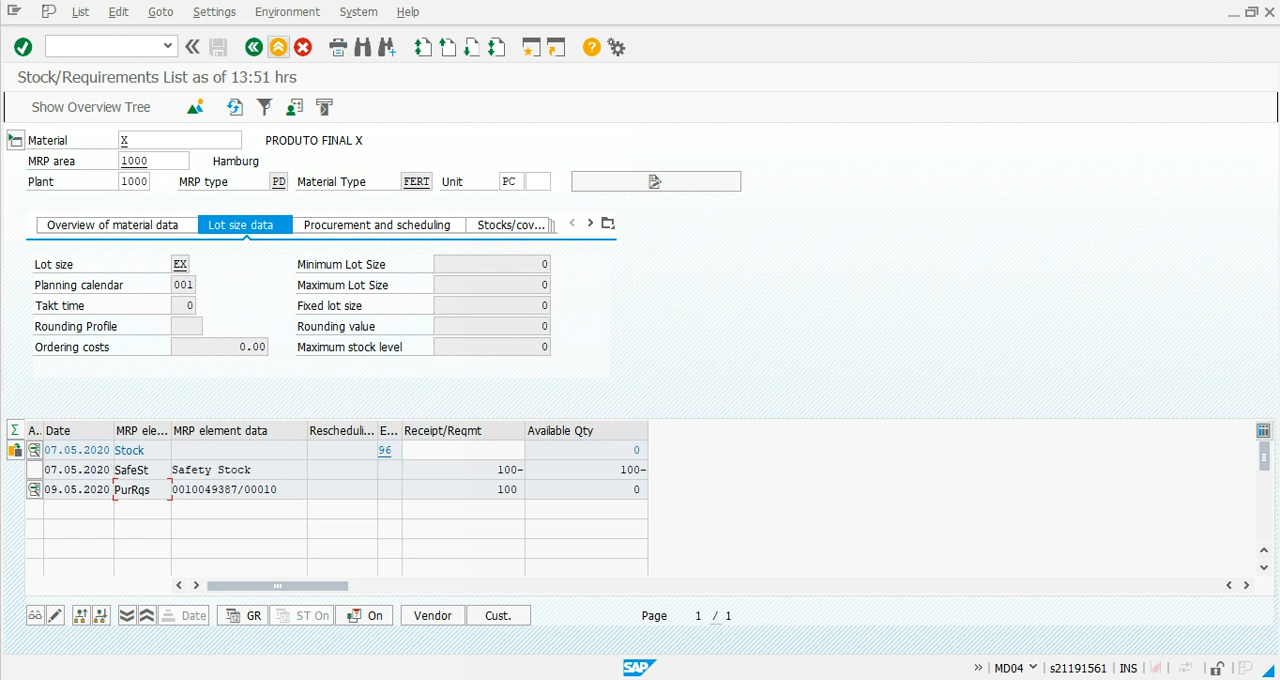 List Edit Goto Settings Environment System Help
Stock/Requirements List as of 13:51 hrs
Show Overview Tree
Material X PRODUTO FINAL X
MRP area 1000 Hamburg
Plant 1000 MRP type PD Material Type FERT Unit PC
Overview of material data Lot size data Procurement and scheduling Stocks/cov...
Lot size EX Minimum Lot Size 0
Planning calendar 001 Maximum Lot Size 0
Takt time 0 Fixed lot size 0
Rounding Profile Rounding value 0
Ordering costs 0.00 Maximum stock level 0
Σ A.. Date MRP ele... MRP element data Rescheduli... E... Receipt/Reqmt Available Qty
07.05.2020 Stock 96 0
07.05.2020 SafeSt Safety Stock 100- 100-
09.05.2020 PurRqs 0010049387/00010 100 0
Date GR ST On On Vendor Cust. Page 1 / 1
SAP MD04 s21191561 INS